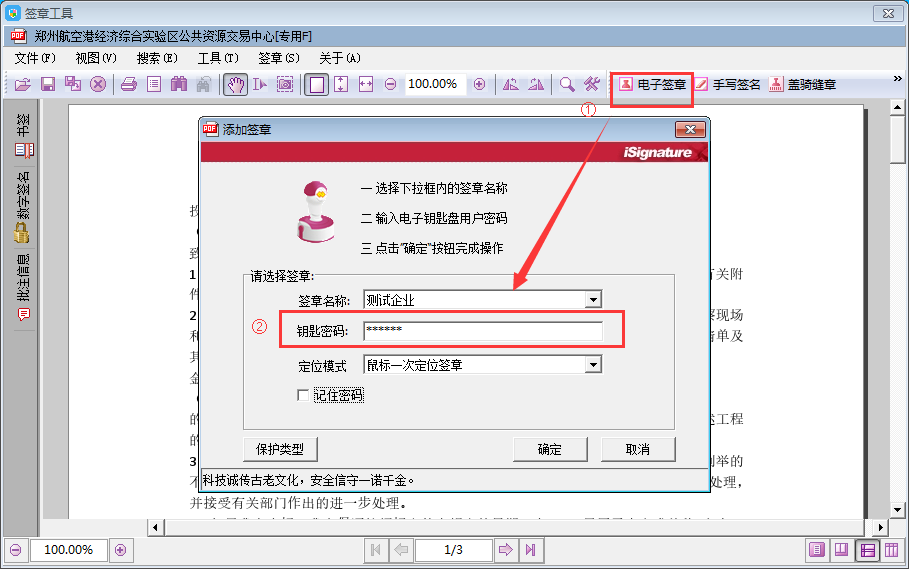 签章工具
郑州航空港经济综合实验区公共资源交易中心[专用F]
文件(F) 视图(V) 搜索(E) 工具(T) 签章(S) 关于(A)
100.00% 电子签章 手写签名 盖骑缝章 »
①
书签
数字签名
批注信息
添加签章
iSignature
一 选择下拉框内的签章名称
二 输入电子钥匙盘用户密码
三 点击"确定"按钮完成操作
请选择签章:
签章名称: 测试企业
② 钥匙密码: ******
定位模式 鼠标一次定位签章
记住密码
保护类型 确定 取消
科技诚传古老文化，安全信守一诺千金。
致
1 有关附
件
2 现场
和 清单及
其
金
的 述工程
的
3 列举的
不 处理，
并接受有关部门作出的进一步处理。
100.00% 1/3